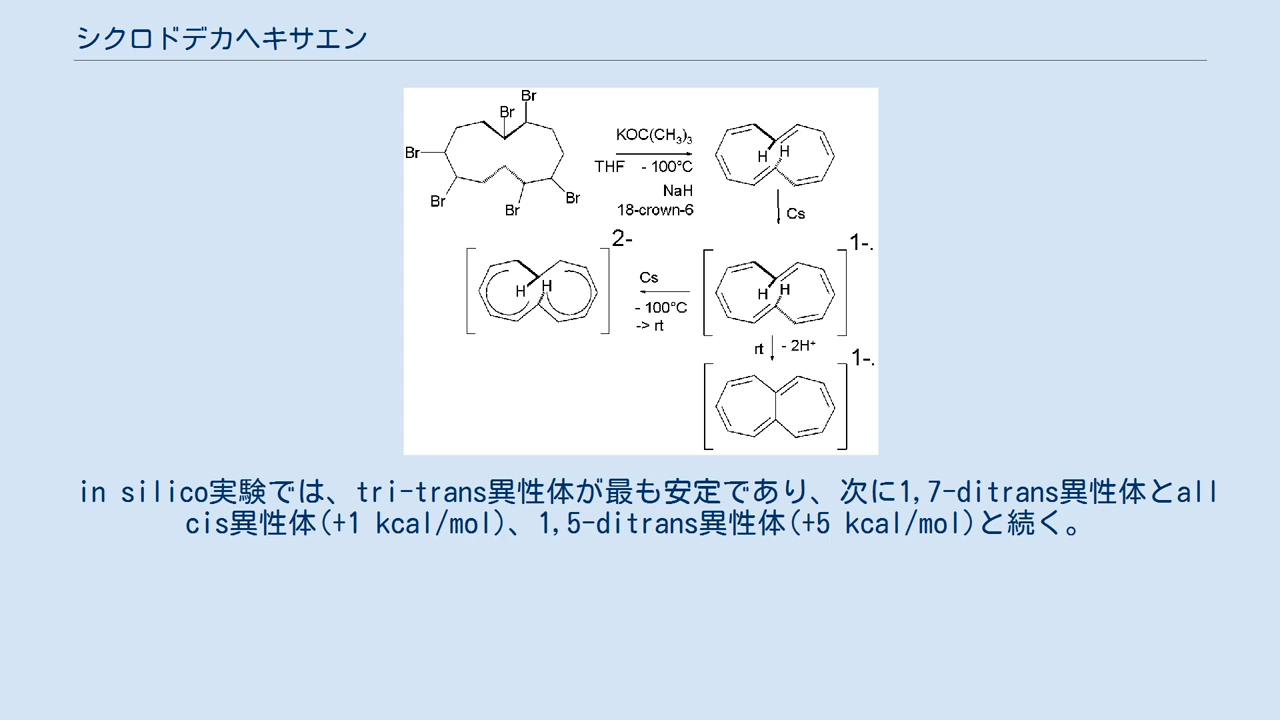 シクロドデカヘキサエン
Br
Br
Br
Br
Br
Br
KOC(CH₃)₃
THF - 100°C
NaH
18-crown-6
H H
Cs
2-
1-.
H H
Cs
- 100°C
-> rt
H H
rt - 2H⁺
1-.
in silico実験では、tri-trans異性体が最も安定であり、次に1,7-ditrans異性体とall
cis異性体(+1 kcal/mol)、1,5-ditrans異性体(+5 kcal/mol)と続く。